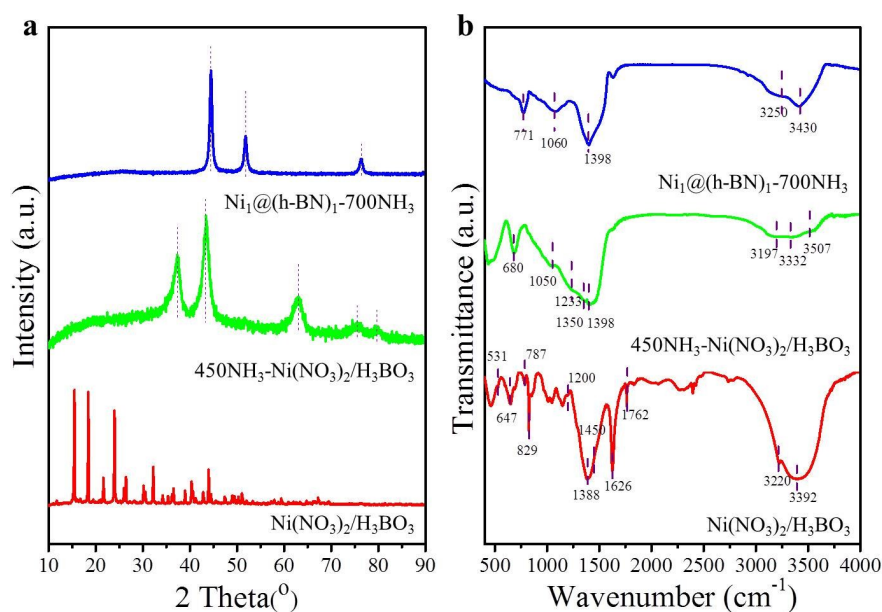 a
Intensity (a.u.)
Ni₁@(h-BN)₁-700NH₃
450NH₃-Ni(NO₃)₂/H₃BO₃
Ni(NO₃)₂/H₃BO₃
10 20 30 40 50 60 70 80 90
2 Theta(⁰)
b
Transmittance (a.u.)
771
1060
1398
3250
3430
Ni₁@(h-BN)₁-700NH₃
680
1050
1233
1350
1398
3197
3332
3507
450NH₃-Ni(NO₃)₂/H₃BO₃
531
647
787
829
1200
1388
1450
1626
1762
3220
3392
Ni(NO₃)₂/H₃BO₃
500 1000 1500 2000 2500 3000 3500 4000
Wavenumber (cm⁻¹)